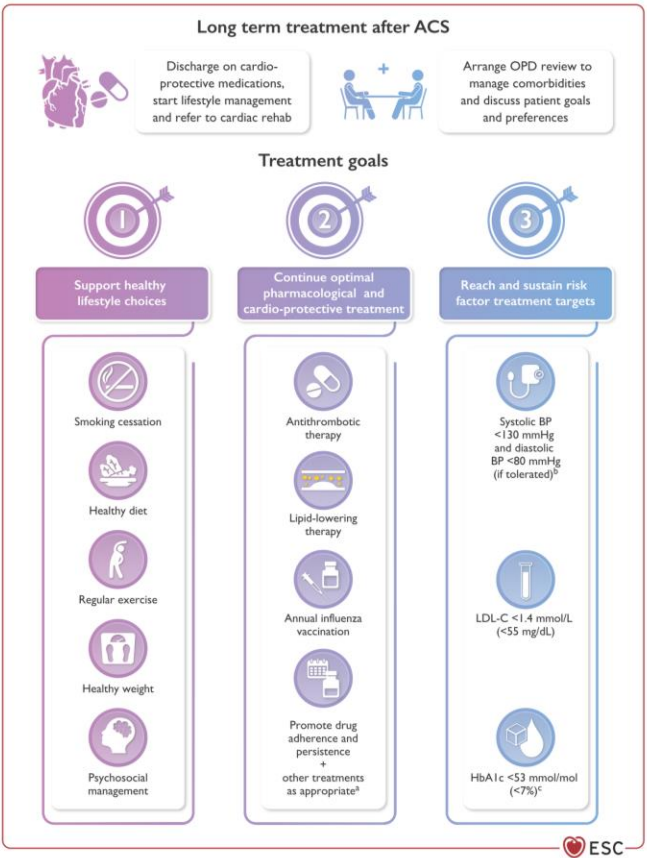 Long term treatment after ACS
Discharge on cardio-
protective medications,
start lifestyle management
and refer to cardiac rehab
+
Arrange OPD review to
manage comorbidities
and discuss patient goals
and preferences
Treatment goals
1
Support healthy
lifestyle choices
Smoking cessation
Healthy diet
Regular exercise
Healthy weight
Psychosocial
management
2
Continue optimal
pharmacological and
cardio-protective treatment
Antithrombotic
therapy
Lipid-lowering
therapy
Annual influenza
vaccination
Promote drug
adherence and
persistence
+
other treatments
as appropriateᵃ
3
Reach and sustain risk
factor treatment targets
Systolic BP
<130 mmHg
and diastolic
BP <80 mmHg
(if tolerated)ᵇ
LDL-C <1.4 mmol/L
(<55 mg/dL)
HbA1c <53 mmol/mol
(<7%)ᶜ
ESC